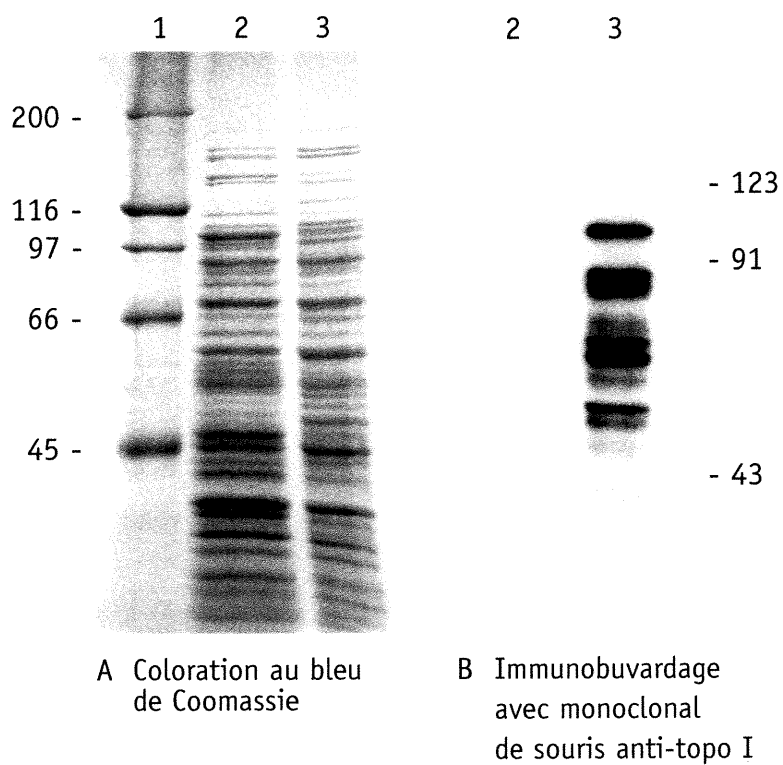 1 2 3
200 -
116 -
97 -
66 -
45 -
A Coloration au bleu
de Coomassie
2 3
- 123
- 91
- 43
B Immunobuvardage
avec monoclonal
de souris anti-topo I